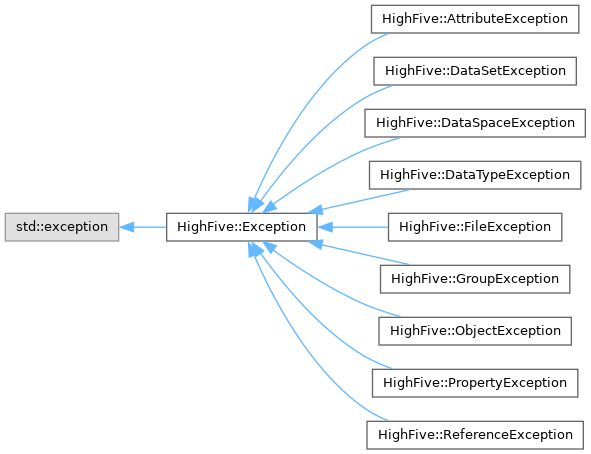 HighFive::AttributeException
HighFive::DataSetException
HighFive::DataSpaceException
HighFive::DataTypeException
std::exception
HighFive::Exception
HighFive::FileException
HighFive::GroupException
HighFive::ObjectException
HighFive::PropertyException
HighFive::ReferenceException